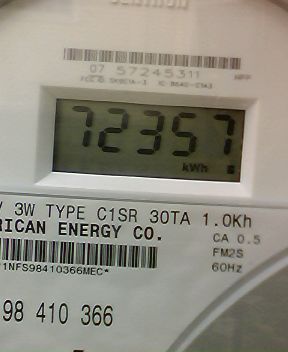 CENTRON
07 57245311
72357
kWh
V 3W TYPE C1SR 30TA 1.0Kh
RICAN ENERGY CO. CA 0.5
FM2S
1NFS98410366MEC* 60Hz
98 410 366